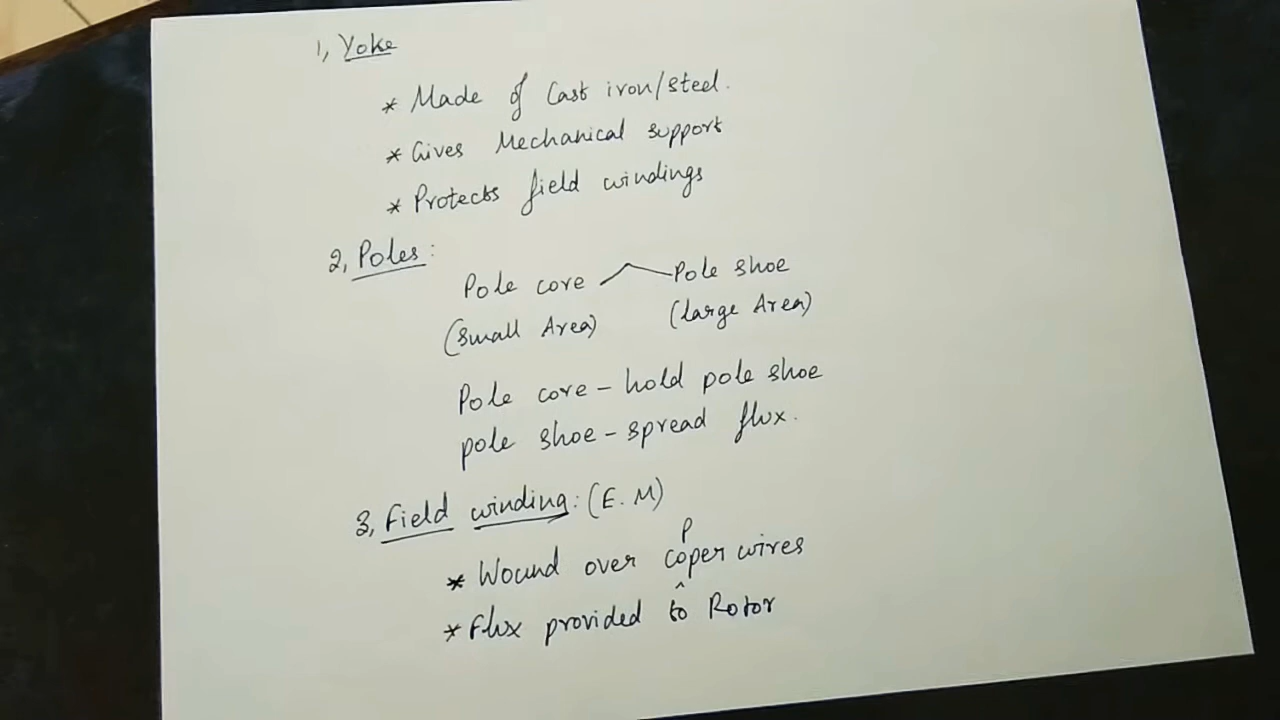 1, Yoke
* Made of Cast iron/steel.
* Gives Mechanical support
* Protects field windings
2, Poles:
Pole core Pole shoe
(small Area) (large Area)
Pole core - hold pole shoe
pole shoe - spread flux.
3, Field winding: (E.M)
p
* Wound over coper wires
^
* Flux provided to Rotor